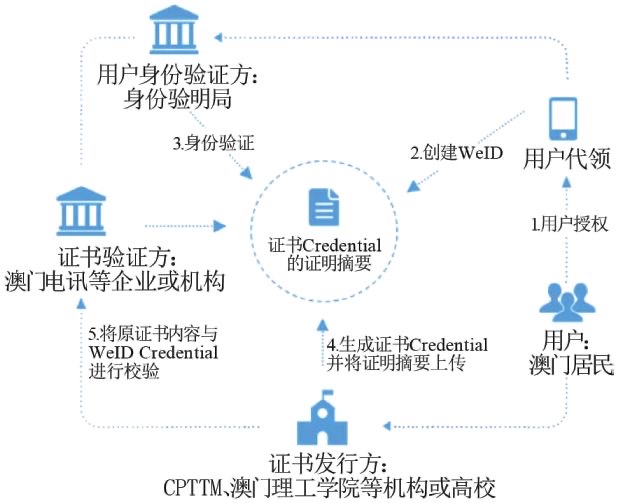 用户身份验证方：
身份验明局
3.身份验证
2.创建WeID
用户代领
1.用户授权
证书Credential
的证明摘要
证书验证方：
澳门电讯等企业或机构
5.将原证书内容与
WeID Credential
进行校验
4.生成证书Credential
并将证明摘要上传
用户：
澳门居民
证书发行方：
CPTTM、澳门理工学院等机构或高校